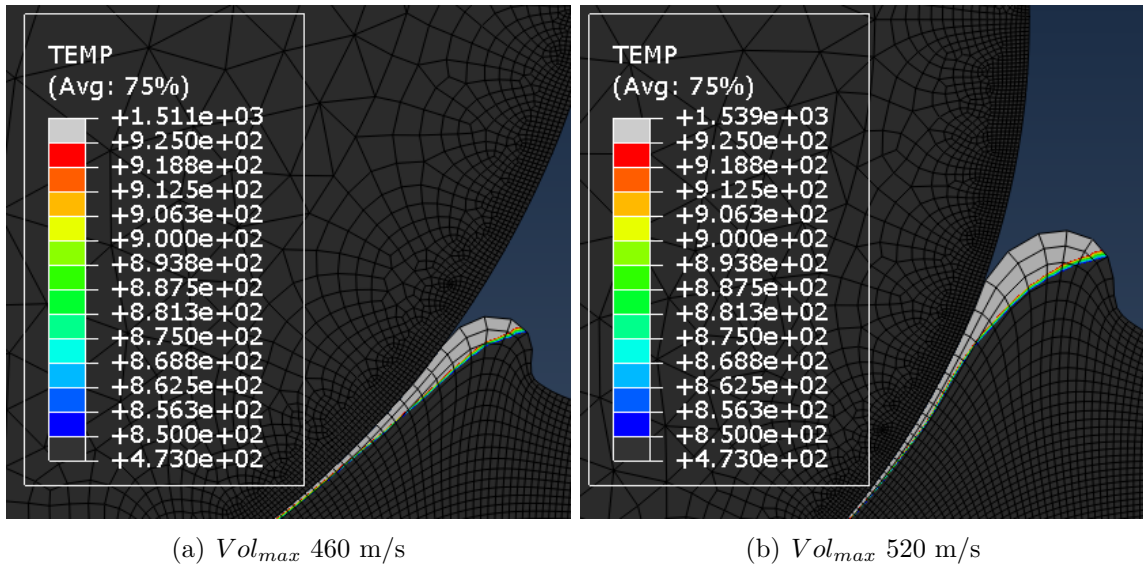 TEMP
(Avg: 75%)
+1.511e+03
+9.250e+02
+9.188e+02
+9.125e+02
+9.063e+02
+9.000e+02
+8.938e+02
+8.875e+02
+8.813e+02
+8.750e+02
+8.688e+02
+8.625e+02
+8.563e+02
+8.500e+02
+4.730e+02
(a) Vol_max 460 m/s
TEMP
(Avg: 75%)
+1.539e+03
+9.250e+02
+9.188e+02
+9.125e+02
+9.063e+02
+9.000e+02
+8.938e+02
+8.875e+02
+8.813e+02
+8.750e+02
+8.688e+02
+8.625e+02
+8.563e+02
+8.500e+02
+4.730e+02
(b) Vol_max 520 m/s